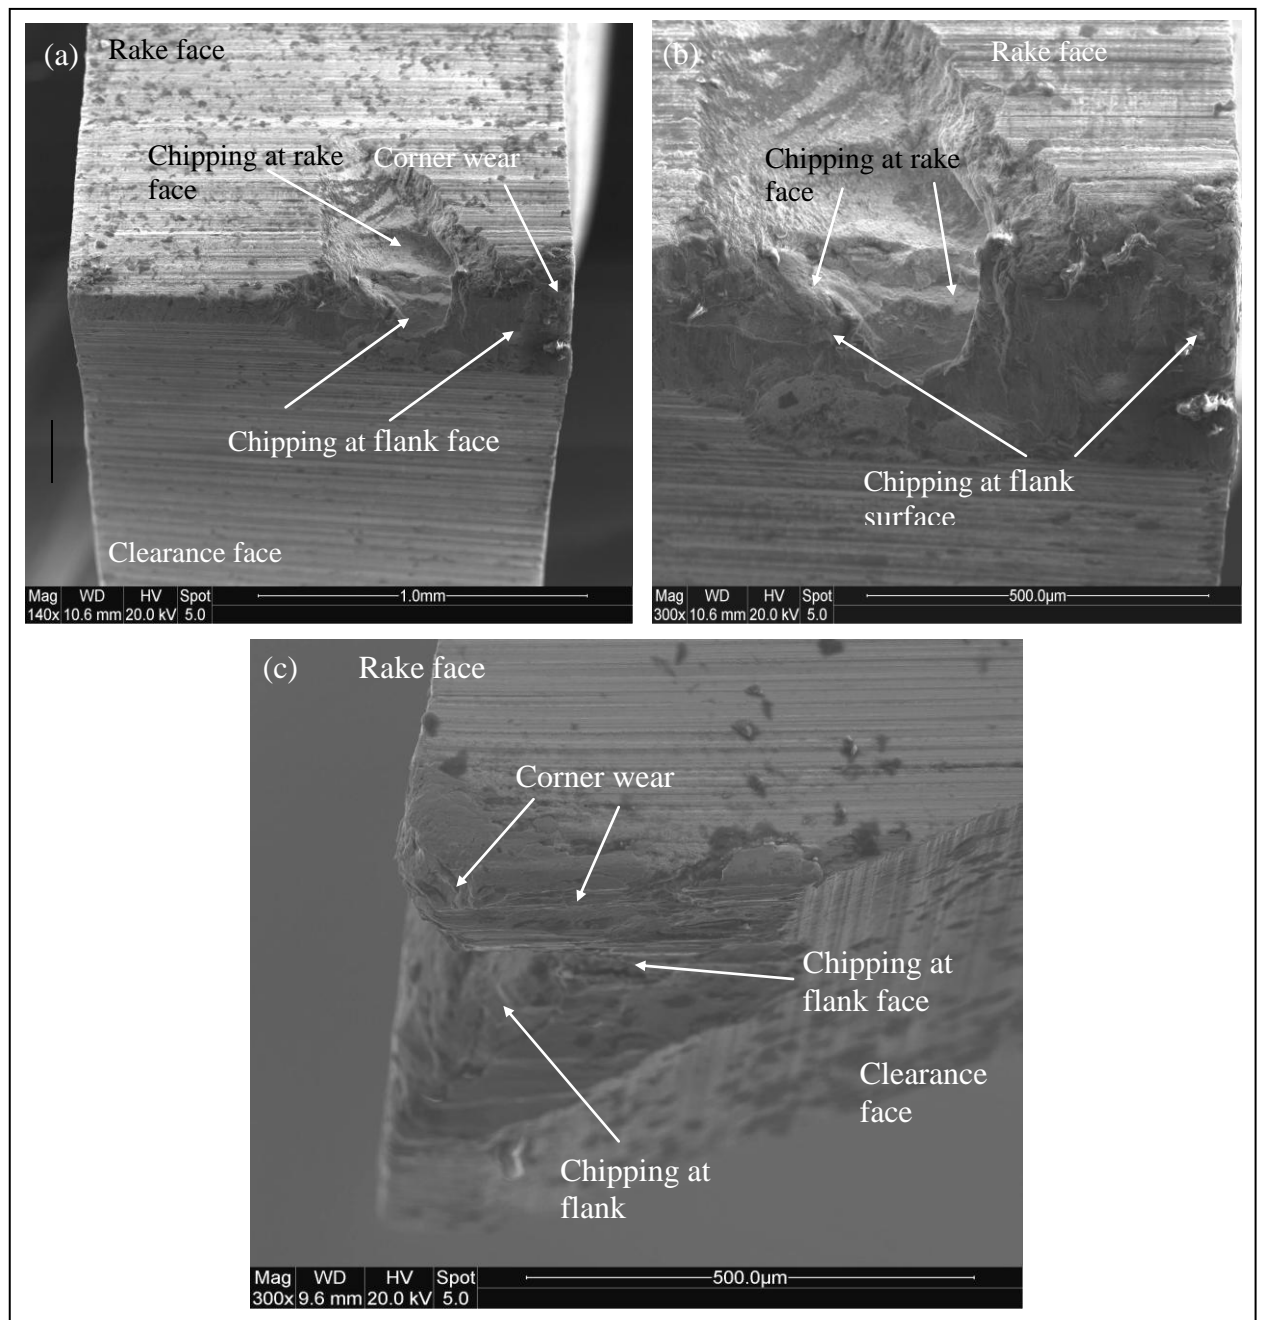 (a)
Rake face
Chipping at rake
face
Corner wear
Chipping at flank face
Clearance face
Mag WD HV Spot
140x 10.6 mm 20.0 kV 5.0
1.0mm
(b)
Rake face
Chipping at rake
face
Chipping at flank
surface
Mag WD HV Spot
300x 10.6 mm 20.0 kV 5.0
500.0µm
(c)
Rake face
Corner wear
Chipping at
flank face
Clearance
face
Chipping at
flank
Mag WD HV Spot
300x 9.6 mm 20.0 kV 5.0
500.0µm